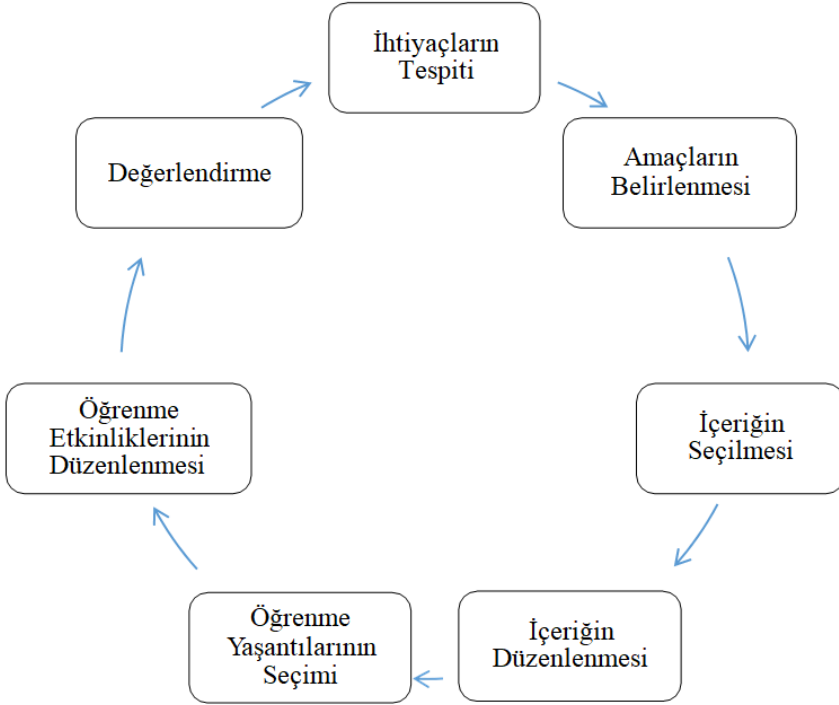 İhtiyaçların
Tespiti
Amaçların
Belirlenmesi
İçeriğin
Seçilmesi
İçeriğin
Düzenlenmesi
Öğrenme
Yaşantılarının
Seçimi
Öğrenme
Etkinliklerinin
Düzenlenmesi
Değerlendirme